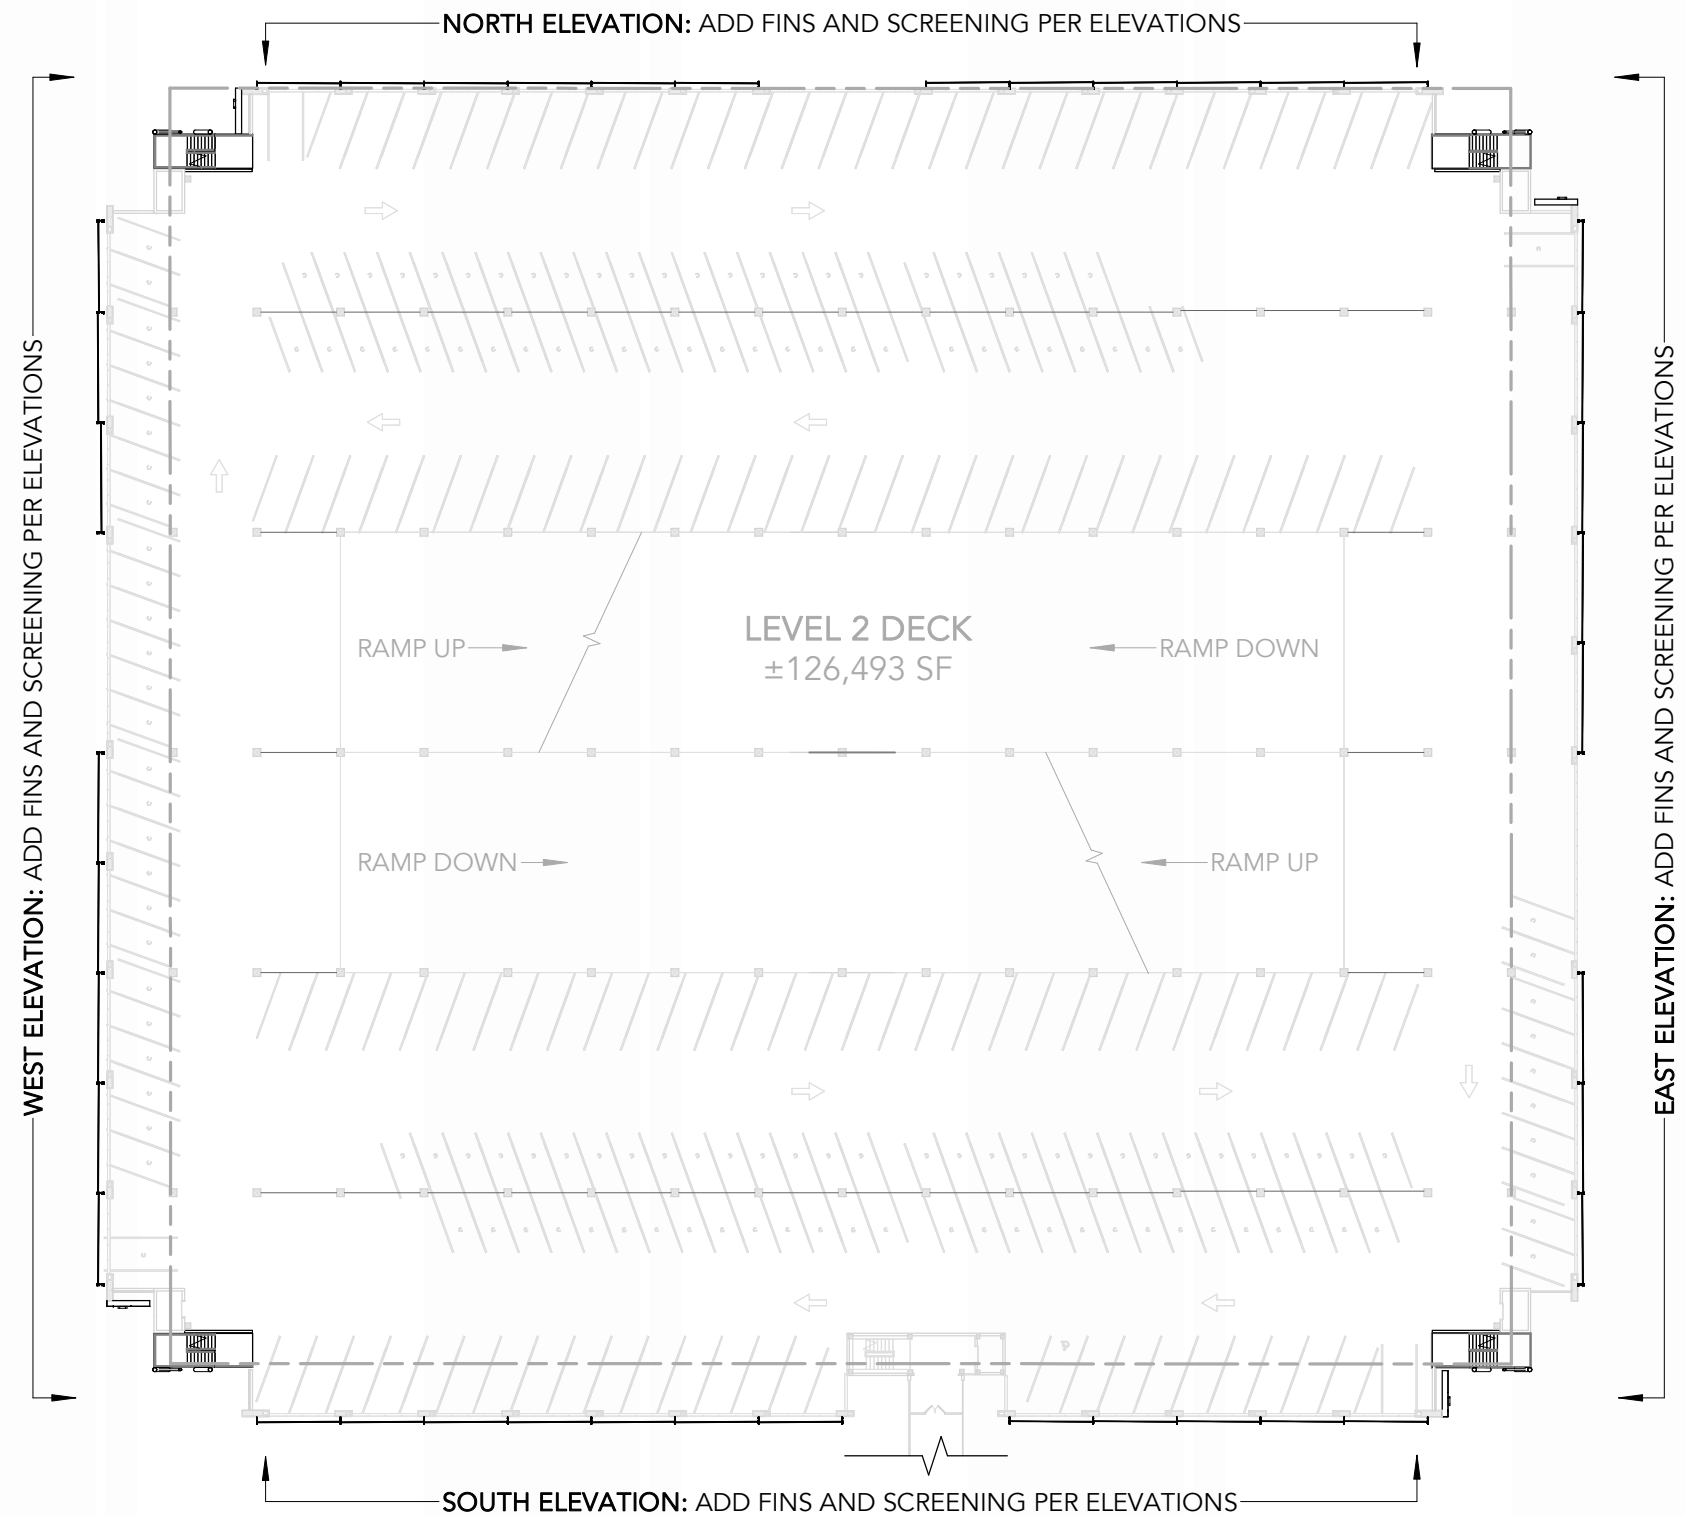 NORTH ELEVATION: ADD FINS AND SCREENING PER ELEVATIONS
WEST ELEVATION: ADD FINS AND SCREENING PER ELEVATIONS
EAST ELEVATION: ADD FINS AND SCREENING PER ELEVATIONS
LEVEL 2 DECK
±126,493 SF
RAMP UP
RAMP DOWN
RAMP DOWN
RAMP UP
SOUTH ELEVATION: ADD FINS AND SCREENING PER ELEVATIONS